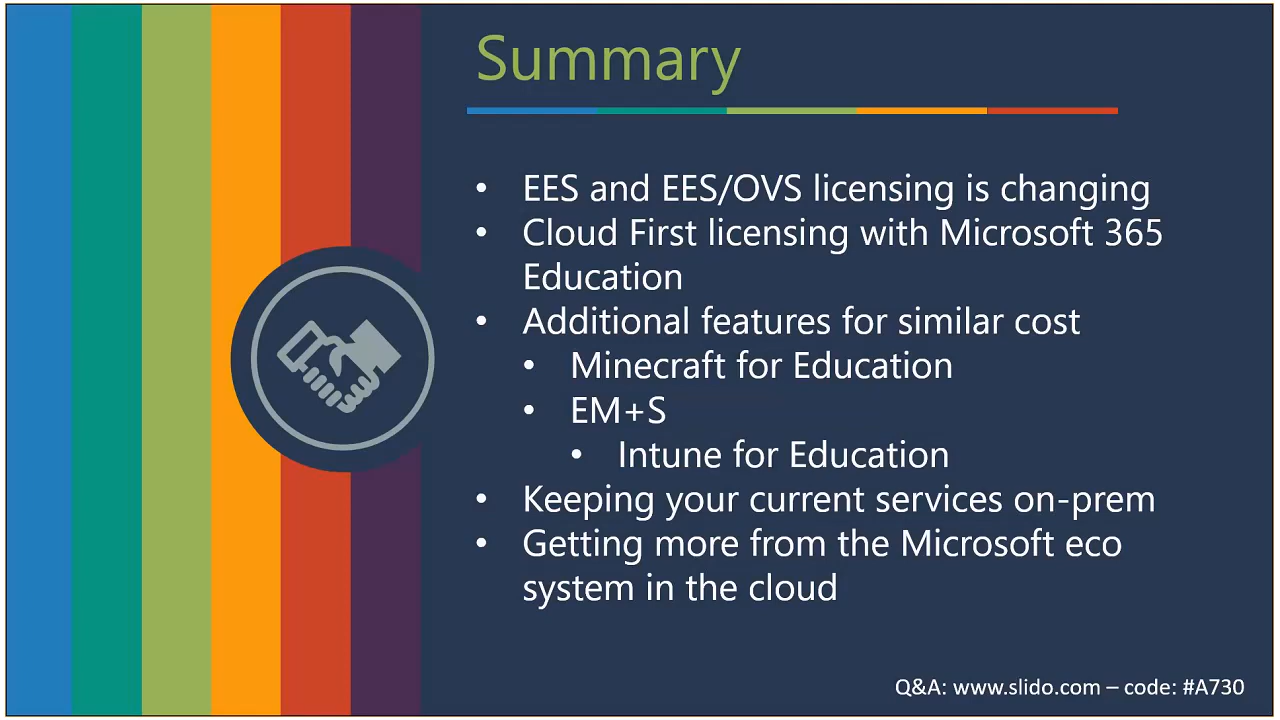 Summary
• EES and EES/OVS licensing is changing
• Cloud First licensing with Microsoft 365
Education
• Additional features for similar cost
• Minecraft for Education
• EM+S
• Intune for Education
• Keeping your current services on-prem
• Getting more from the Microsoft eco
system in the cloud
Q&A: www.slido.com – code: #A730